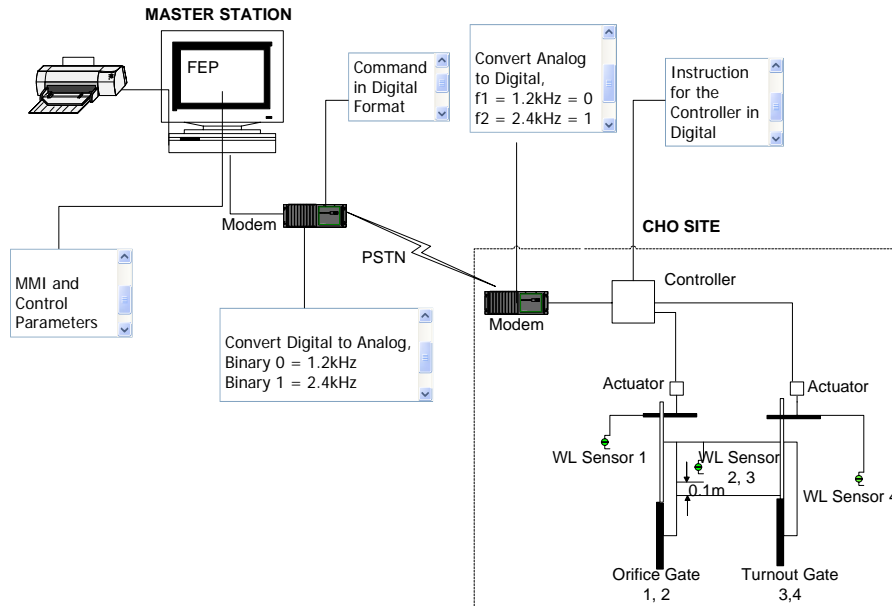 MASTER STATION
FEP
Command
in Digital
Format
Convert Analog
to Digital,
f1 = 1.2kHz = 0
f2 = 2.4kHz = 1
Instruction
for the
Controller in
Digital
Modem
PSTN
CHO SITE
MMI and
Control
Parameters
Convert Digital to Analog,
Binary 0 = 1.2kHz
Binary 1 = 2.4kHz
Modem
Controller
Actuator
Actuator
WL Sensor 1
WL Sensor
2, 3
0.1m
WL Sensor 4
Orifice Gate
1, 2
Turnout Gate
3,4